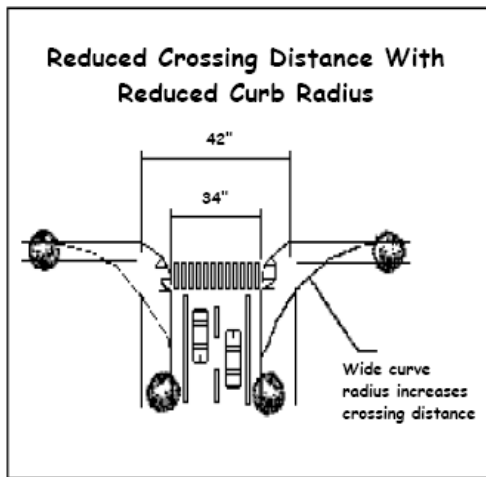 Reduced Crossing Distance With
Reduced Curb Radius
42"
34"
Wide curve
radius increases
crossing distance